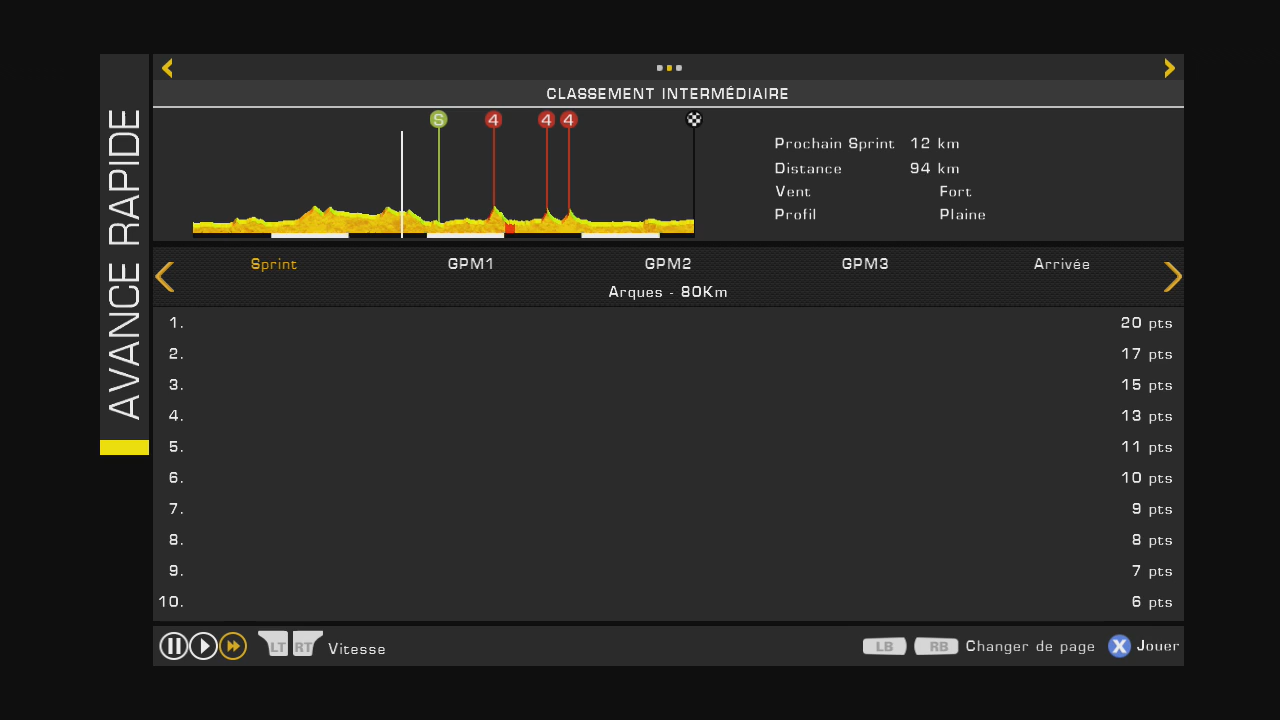 AVANCE RAPIDE
CLASSEMENT INTERMÉDIAIRE
S 4 4 4
Prochain Sprint 12 km
Distance 94 km
Vent Fort
Profil Plaine
Sprint GPM1 GPM2 GPM3 Arrivée
Arques - 80Km
1. 20 pts
2. 17 pts
3. 15 pts
4. 13 pts
5. 11 pts
6. 10 pts
7. 9 pts
8. 8 pts
9. 7 pts
10. 6 pts
LT RT Vitesse LB RB Changer de page X Jouer